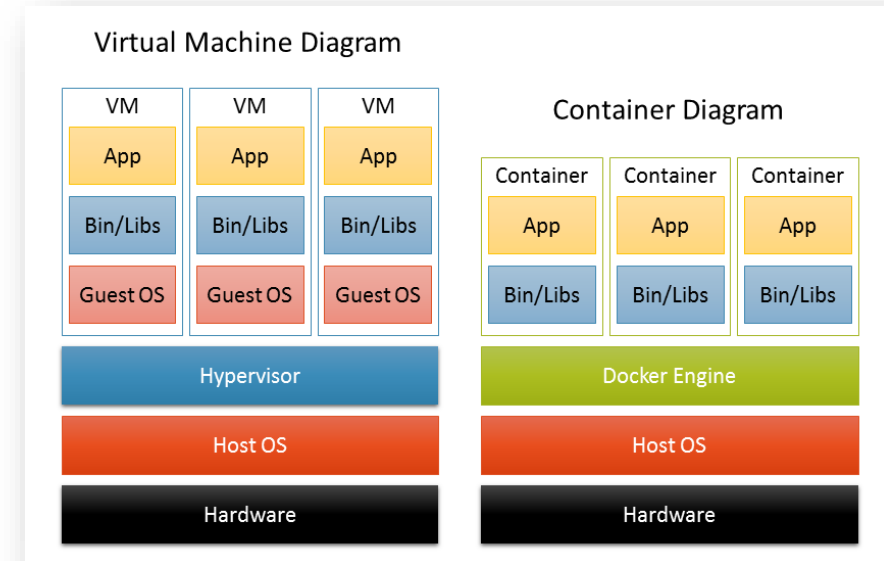 Virtual Machine Diagram
VM VM VM
App App App
Bin/Libs Bin/Libs Bin/Libs
Guest OS Guest OS Guest OS
Hypervisor
Host OS
Hardware
Container Diagram
Container Container Container
App App App
Bin/Libs Bin/Libs Bin/Libs
Docker Engine
Host OS
Hardware